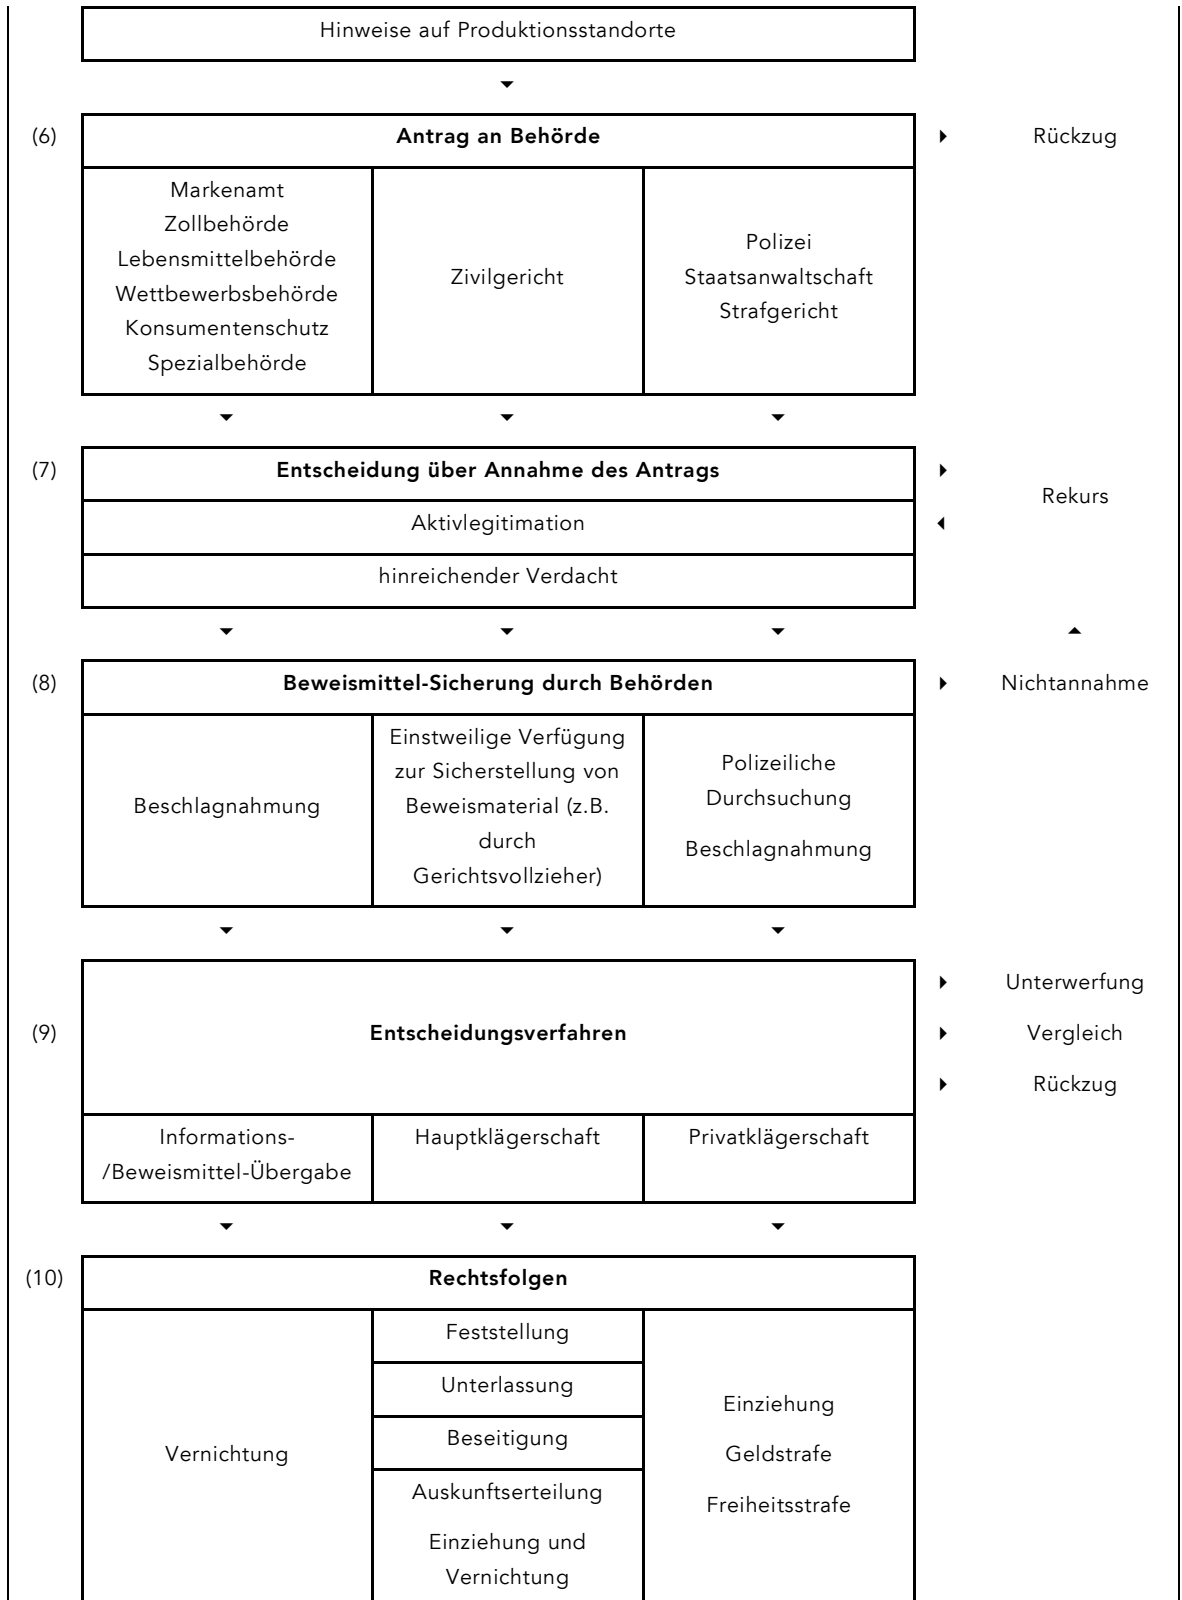 Hinweise auf Produktionsstandorte
(6)
Antrag an Behörde
Rückzug
Markenamt
Zollbehörde
Lebensmittelbehörde
Wettbewerbsbehörde
Konsumentenschutz
Spezialbehörde
Zivilgericht
Polizei
Staatsanwaltschaft
Strafgericht
(7)
Entscheidung über Annahme des Antrags
Rekurs
Aktivlegitimation
hinreichender Verdacht
(8)
Beweismittel-Sicherung durch Behörden
Nichtannahme
Beschlagnahmung
Einstweilige Verfügung
zur Sicherstellung von
Beweismaterial (z.B.
durch
Gerichtsvollzieher)
Polizeiliche
Durchsuchung
Beschlagnahmung
(9)
Entscheidungsverfahren
Unterwerfung
Vergleich
Rückzug
Informations-
/Beweismittel-Übergabe
Hauptklägerschaft
Privatklägerschaft
(10)
Rechtsfolgen
Vernichtung
Feststellung
Unterlassung
Beseitigung
Auskunftserteilung
Einziehung und
Vernichtung
Einziehung
Geldstrafe
Freiheitsstrafe